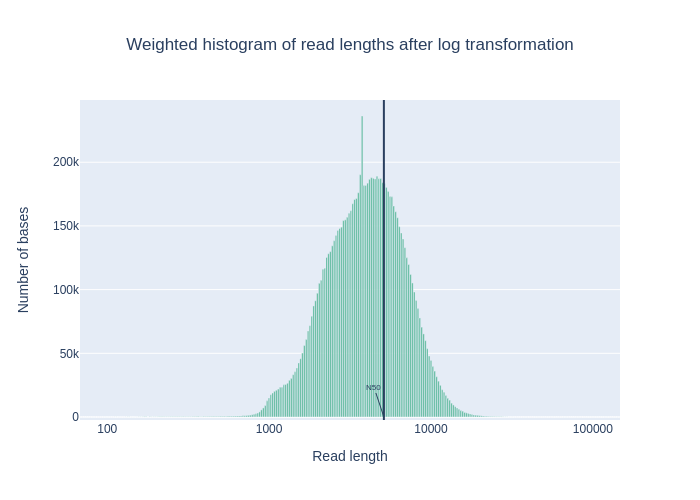 Weighted histogram of read lengths after log transformation
Number of bases
200k
150k
100k
50k
0
N50
100
1000
10000
100000
Read length